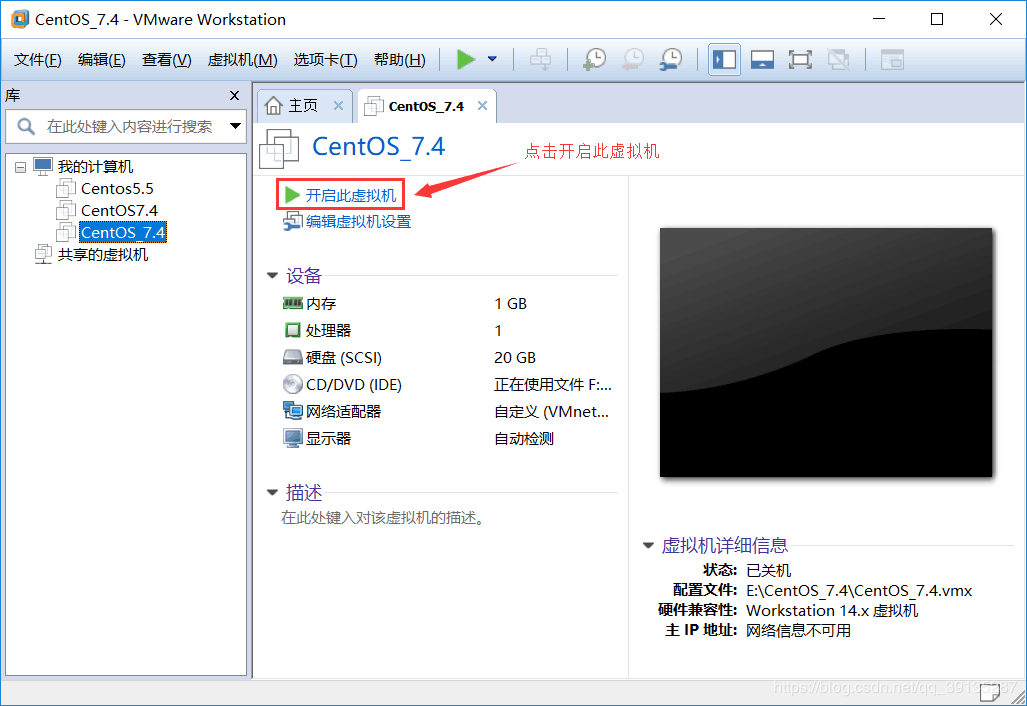 CentOS_7.4 - VMware Workstation
文件(F) 编辑(E) 查看(V) 虚拟机(M) 选项卡(T) 帮助(H)
库
在此处键入内容进行搜索
我的计算机
Centos5.5
CentOS7.4
CentOS_7.4
共享的虚拟机
主页 CentOS_7.4
CentOS_7.4
点击开启此虚拟机
开启此虚拟机
编辑虚拟机设置
设备
内存 1 GB
处理器 1
硬盘 (SCSI) 20 GB
CD/DVD (IDE) 正在使用文件 F:...
网络适配器 自定义 (VMnet...
显示器 自动检测
描述
在此处键入对该虚拟机的描述。
虚拟机详细信息
状态: 已关机
配置文件: E:\CentOS_7.4\CentOS_7.4.vmx
硬件兼容性: Workstation 14.x 虚拟机
主 IP 地址: 网络信息不可用